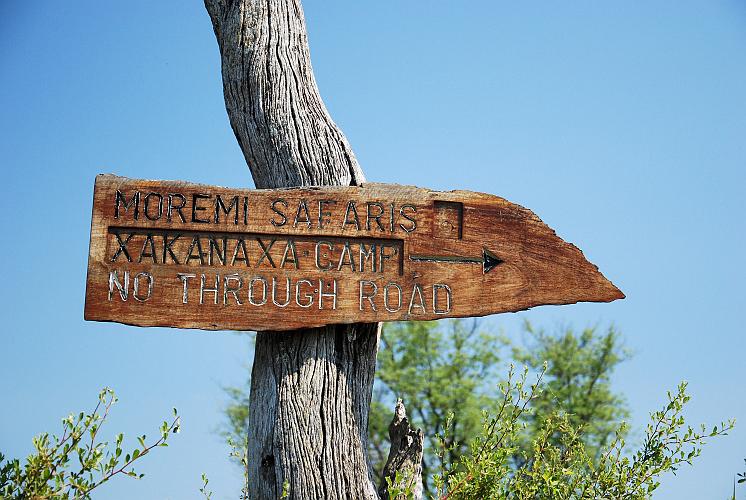 MOREMI SAFARIS
XAKANAXA CAMP
NO THROUGH ROAD